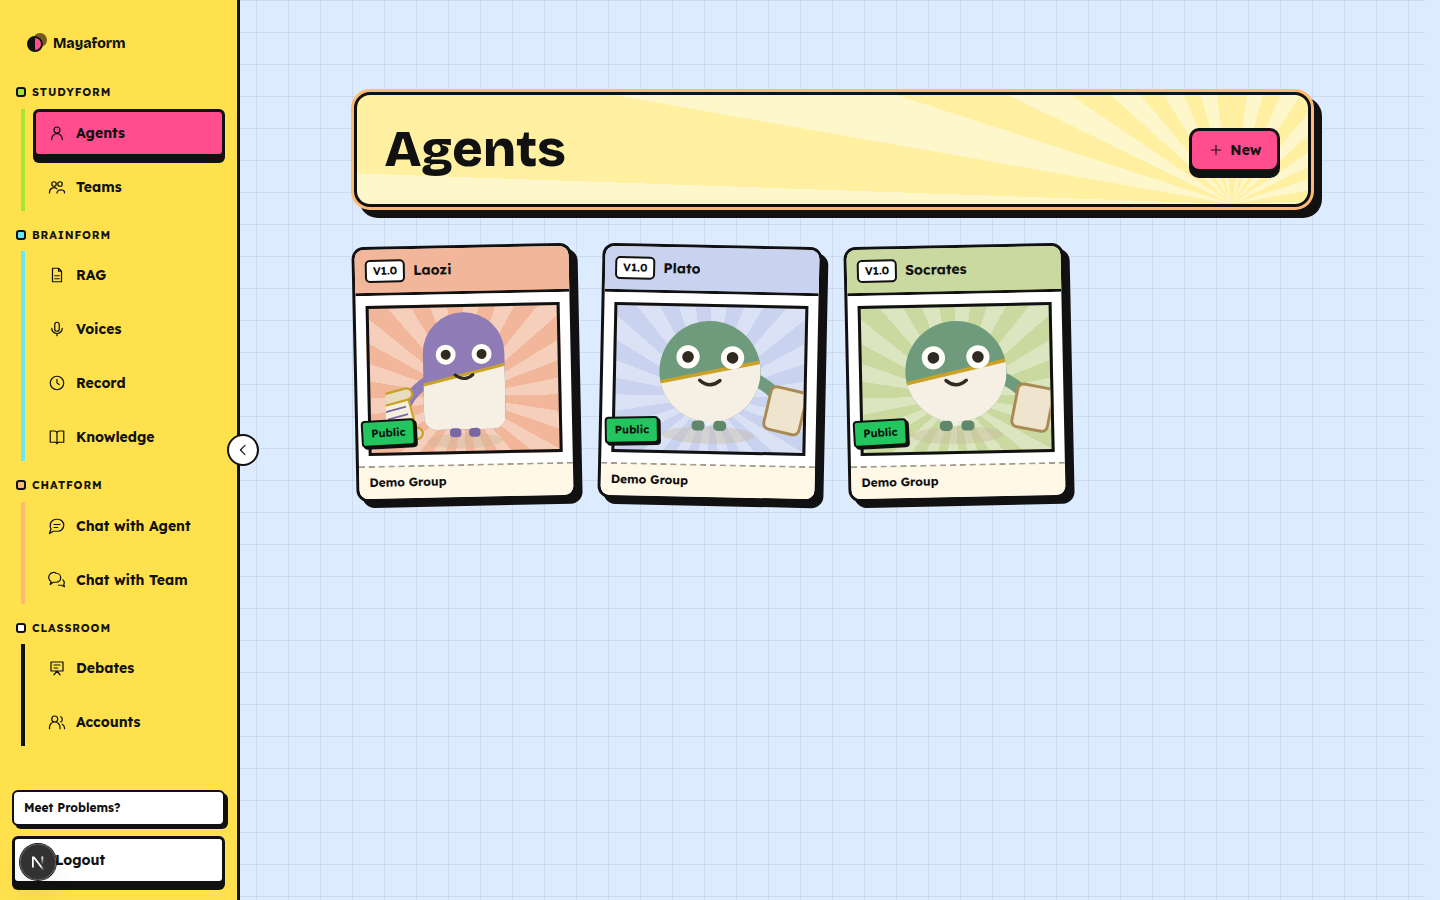 Mayaform
STUDYFORM
Agents
Teams
BRAINFORM
RAG
Voices
Record
Knowledge
CHATFORM
Chat with Agent
Chat with Team
CLASSROOM
Debates
Accounts
Meet Problems?
N
Logout
Agents
New
V1.0 Laozi
Public
Demo Group
V1.0 Plato
Public
Demo Group
V1.0 Socrates
Public
Demo Group